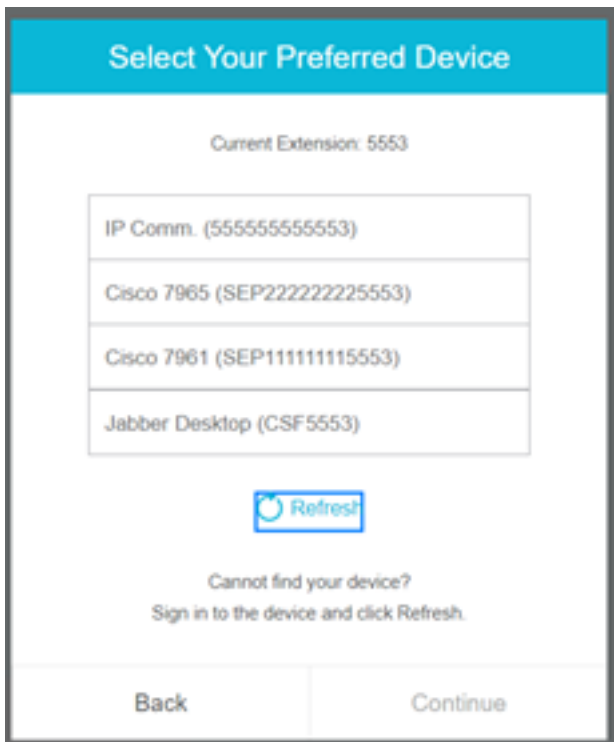 Select Your Preferred Device
Current Extension: 5553
IP Comm. (555555555553)
Cisco 7965 (SEP222222225553)
Cisco 7961 (SEP111111115553)
Jabber Desktop (CSF5553)
Refresh
Cannot find your device?
Sign in to the device and click Refresh.
Back
Continue